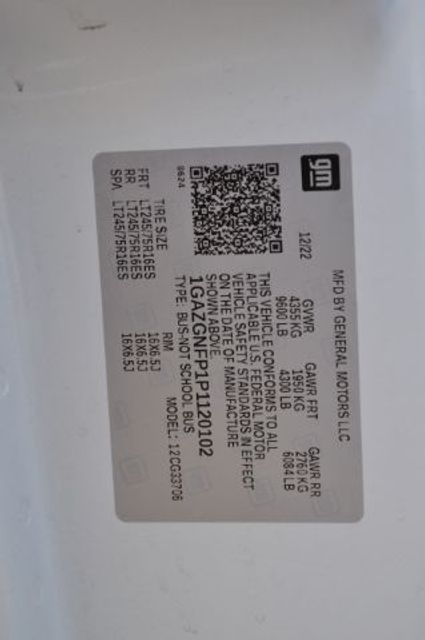 gm
MFD BY GENERAL MOTORS LLC
12/22 GVWR GAWR FRT GAWR RR
4355 KG 1950 KG 2760 KG
9600 LB 4300 LB 6084 LB
THIS VEHICLE CONFORMS TO ALL
APPLICABLE U.S. FEDERAL MOTOR
VEHICLE SAFETY STANDARDS IN EFFECT
ON THE DATE OF MANUFACTURE
SHOWN ABOVE.
1GAZGNFP1P1120102
TYPE: BUS-NOT SCHOOL BUS MODEL: 12CG33706
0624
TIRE SIZE RIM
FRT LT245/75R16ES 16X6.5J
RR LT245/75R16ES 16X6.5J
SPA LT245/75R16ES 16X6.5J